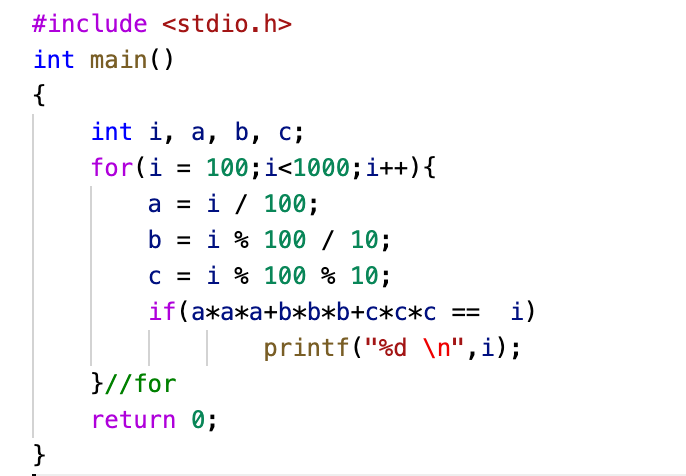 #include <stdio.h>
int main()
{
    int i, a, b, c;
    for(i = 100;i<1000;i++){
        a = i / 100;
        b = i % 100 / 10;
        c = i % 100 % 10;
        if(a*a*a+b*b*b+c*c*c ==  i)
                printf("%d \n",i);
    }//for
    return 0;
}